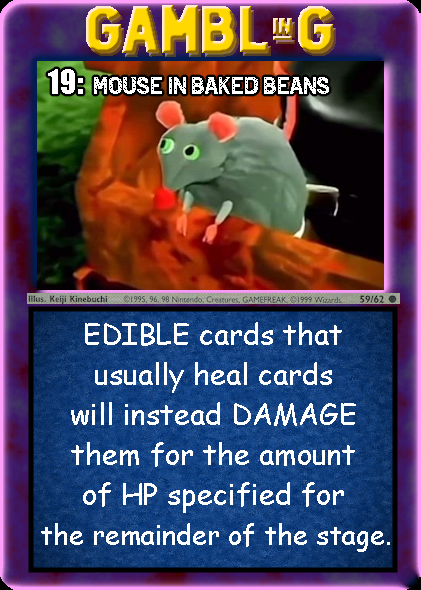 GAMBLING
19: MOUSE IN BAKED BEANS
Illus. Keiji Kinebuchi ©1995, 96, 98 Nintendo, Creatures, GAMEFREAK. ©1999 Wizards. 59/62 ●
EDIBLE cards that
usually heal cards
will instead DAMAGE
them for the amount
of HP specified for
the remainder of the stage.